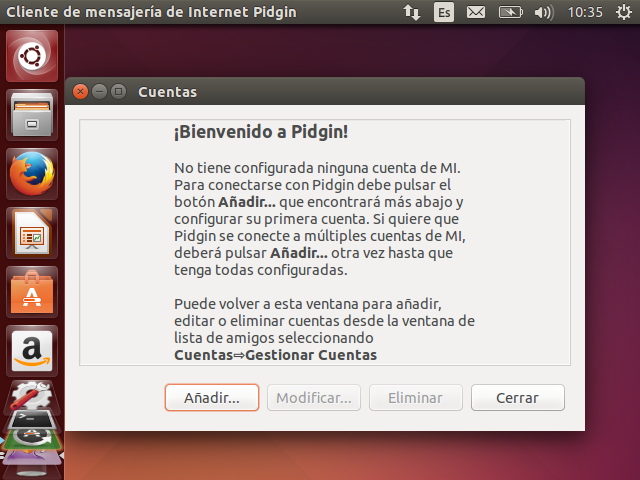 Cliente de mensajería de Internet Pidgin
Es
10:35
Cuentas
¡Bienvenido a Pidgin!
No tiene configurada ninguna cuenta de MI.
Para conectarse con Pidgin debe pulsar el
botón Añadir... que encontrará más abajo y
configurar su primera cuenta. Si quiere que
Pidgin se conecte a múltiples cuentas de MI,
deberá pulsar Añadir... otra vez hasta que
tenga todas configuradas.
Puede volver a esta ventana para añadir,
editar o eliminar cuentas desde la ventana de
lista de amigos seleccionando
Cuentas⇨Gestionar Cuentas
Añadir...
Modificar...
Eliminar
Cerrar